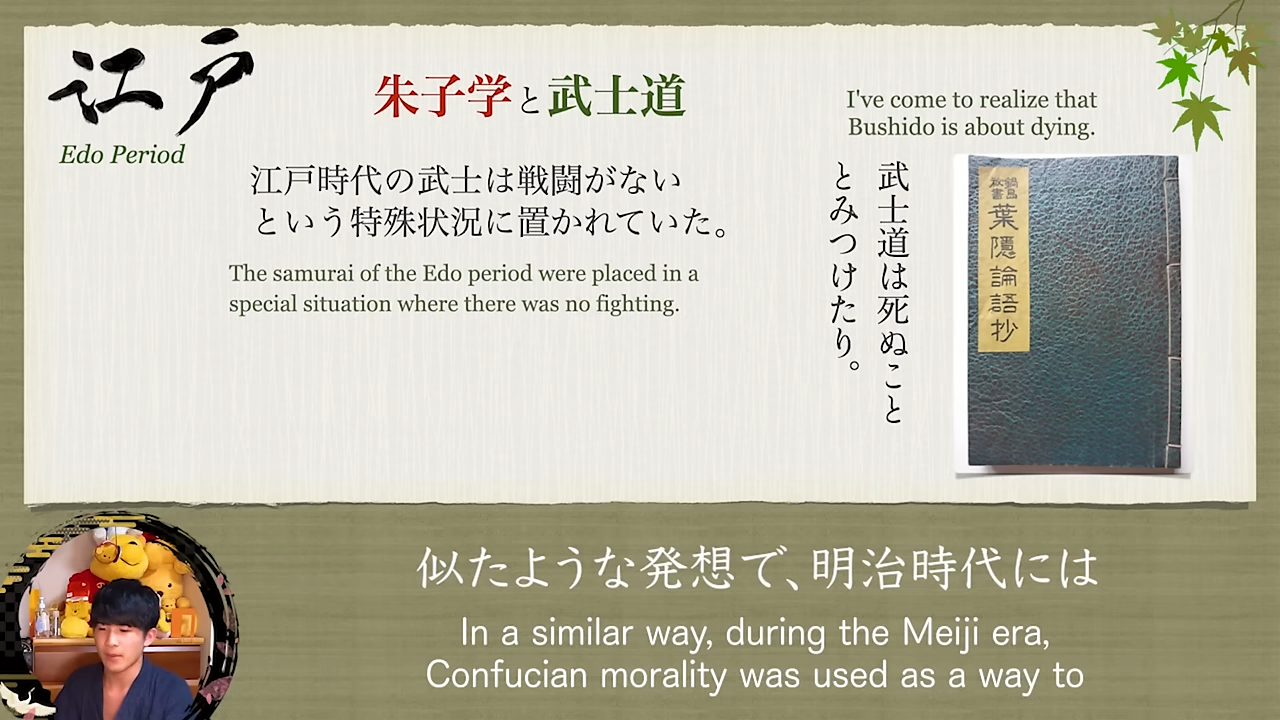 江戸
Edo Period
朱子学と武士道
江戸時代の武士は戦闘がない
という特殊状況に置かれていた。
The samurai of the Edo period were placed in a
special situation where there was no fighting.
I've come to realize that
Bushido is about dying.
武士道は死ぬこと
とみつけたり。
鍋島
秘書
葉隠論語抄
似たような発想で、明治時代には
In a similar way, during the Meiji era,
Confucian morality was used as a way to